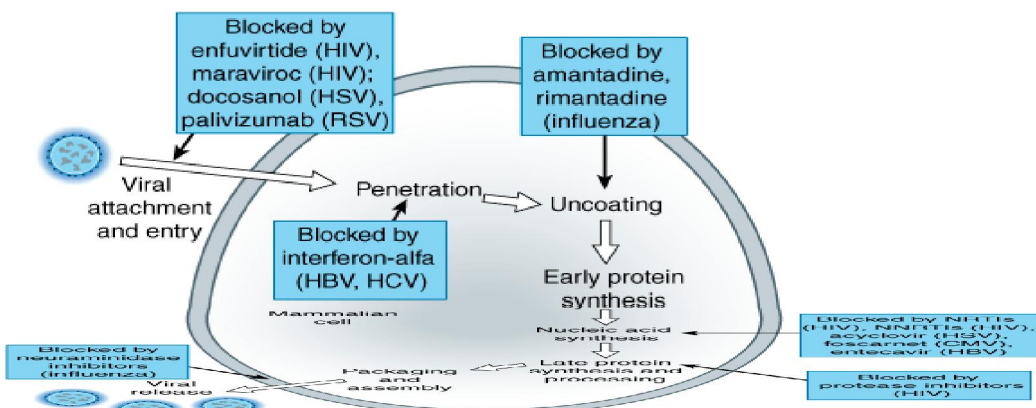 Blocked by
enfuvirtide (HIV),
maraviroc (HIV);
docosanol (HSV),
palivizumab (RSV)
Blocked by
amantadine,
rimantadine
(influenza)
Viral
attachment
and entry
Penetration
Uncoating
Blocked by
interferon-alfa
(HBV, HCV)
Early protein
synthesis
Mammalian
cell
Nucleic acid
synthesis
Blocked by NRTIs
(HIV), NNRTIs (HIV),
acyclovir (HSV),
foscarnet (CMV),
entecavir (HBV)
Late protein
synthesis and
processing
Blocked by
protease inhibitors
(HIV)
Packaging
and
assembly
Blocked by
neuraminidase
inhibitors
(influenza)
Viral
release